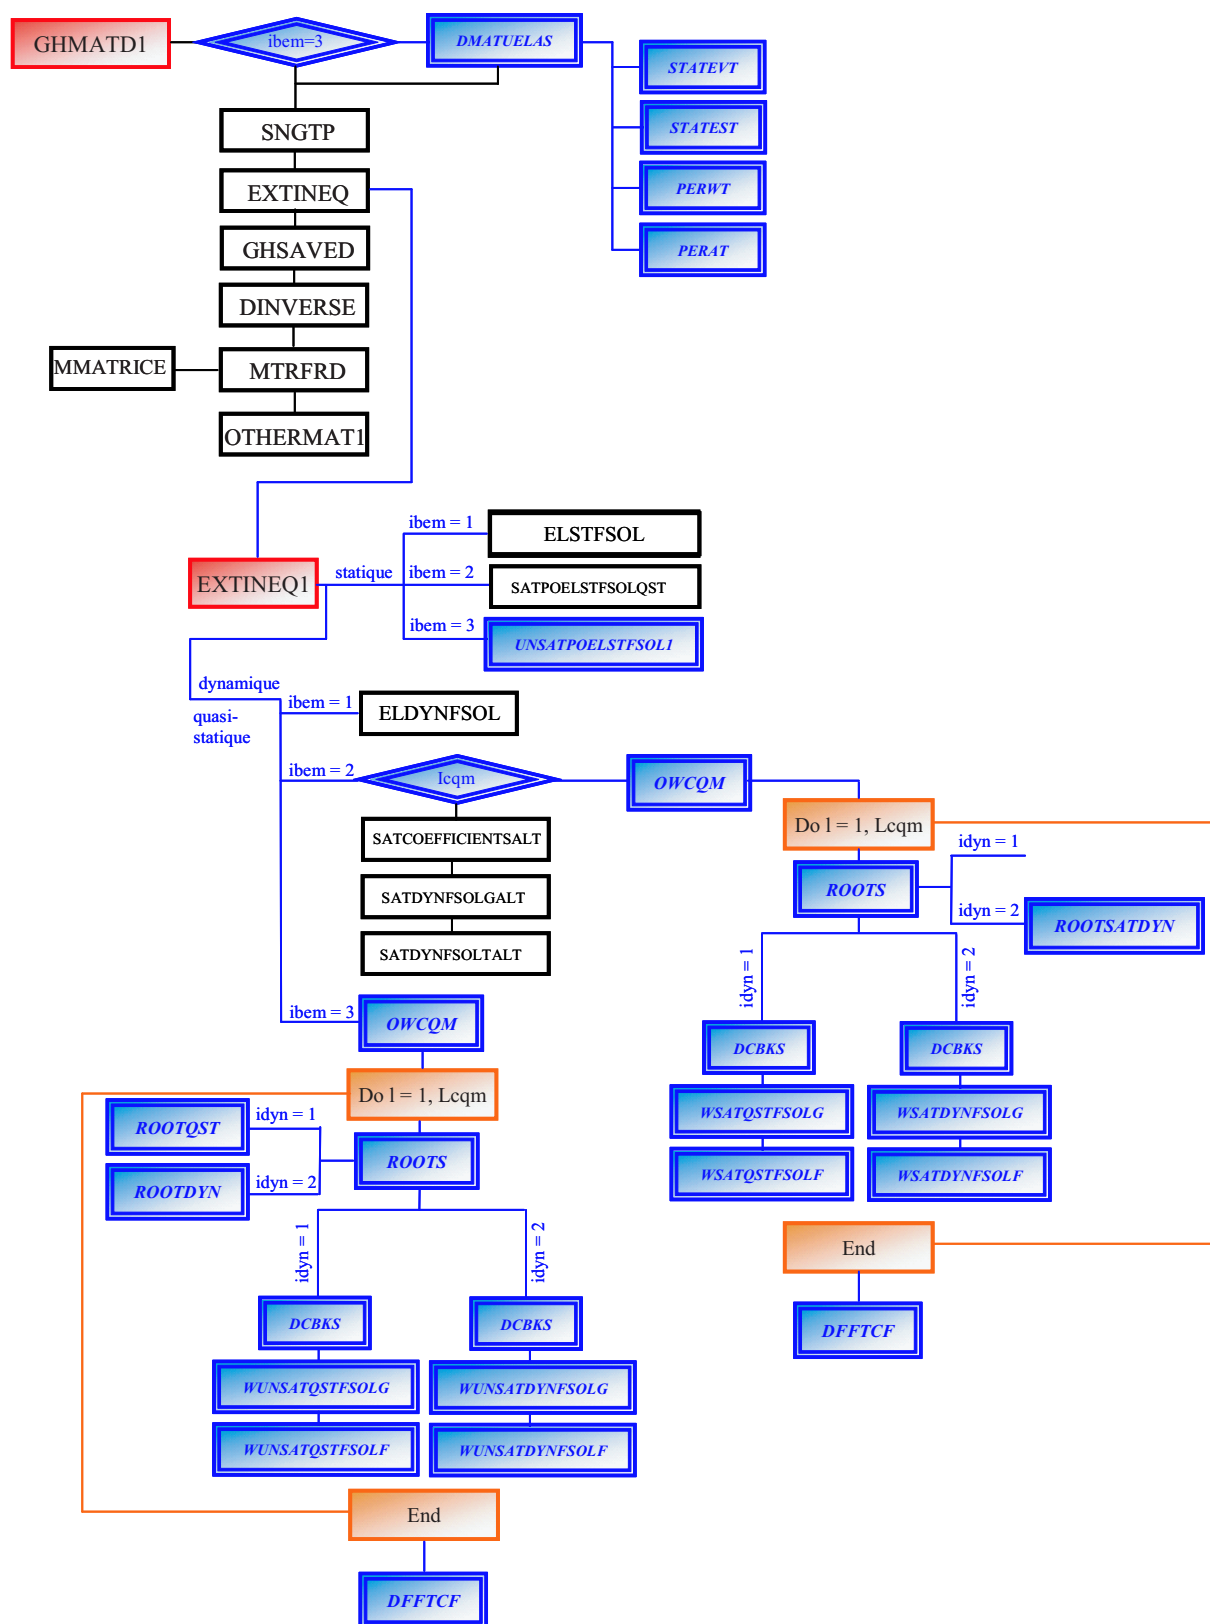 GHMATD1
ibem=3
DMATUELAS
STATEVT
STATEST
PERWT
PERAT
SNGTP
EXTINEQ
GHSAVED
DINVERSE
MMATRICE
MTRFRD
OTHERMAT1
EXTINEQ1
statique
ibem = 1
ELSTFSOL
ibem = 2
SATPOELSTFSOLQST
ibem = 3
UNSATPOELSTFSOL1
dynamique
quasi-
statique
ibem = 1
ELDYNFSOL
ibem = 2
Icqm
OWCQM
Do l = 1, Lcqm
SATCOEFFICIENTSALT
SATDYNFSOLGALT
SATDYNFSOLTALT
ROOTS
idyn = 1
idyn = 2
ROOTSATDYN
idyn = 1
idyn = 2
DCBKS
DCBKS
WSATQSTFSOLG
WSATDYNFSOLG
WSATQSTFSOLF
WSATDYNFSOLF
End
DFFTCF
ibem = 3
OWCQM
Do l = 1, Lcqm
ROOTQST
idyn = 1
ROOTS
ROOTDYN
idyn = 2
idyn = 1
idyn = 2
DCBKS
DCBKS
WUNSATQSTFSOLG
WUNSATDYNFSOLG
WUNSATQSTFSOLF
WUNSATDYNFSOLF
End
DFFTCF